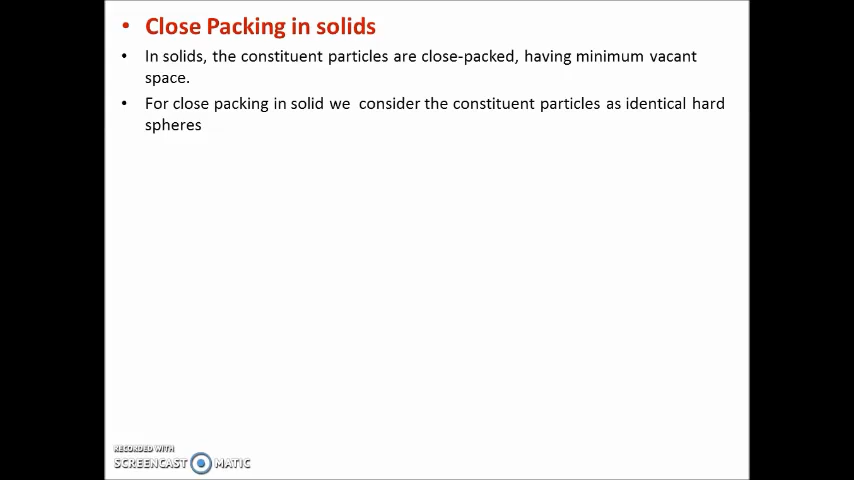 • Close Packing in solids
• In solids, the constituent particles are close-packed, having minimum vacant
space.
• For close packing in solid we consider the constituent particles as identical hard
spheres
RECORDED WITH
SCREENCAST MATIC